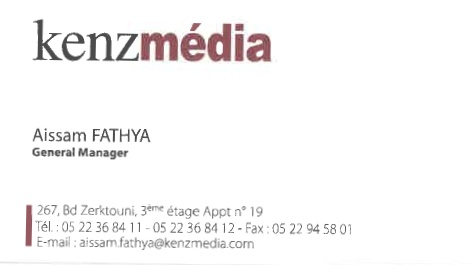 kenzmédia
Aissam FATHYA
General Manager
267, Bd Zerktouni, 3ème étage Appt n° 19
Tél. : 05 22 36 84 11 - 05 22 36 84 12 - Fax : 05 22 94 58 01
E-mail : aissam.fathya@kenzmedia.com